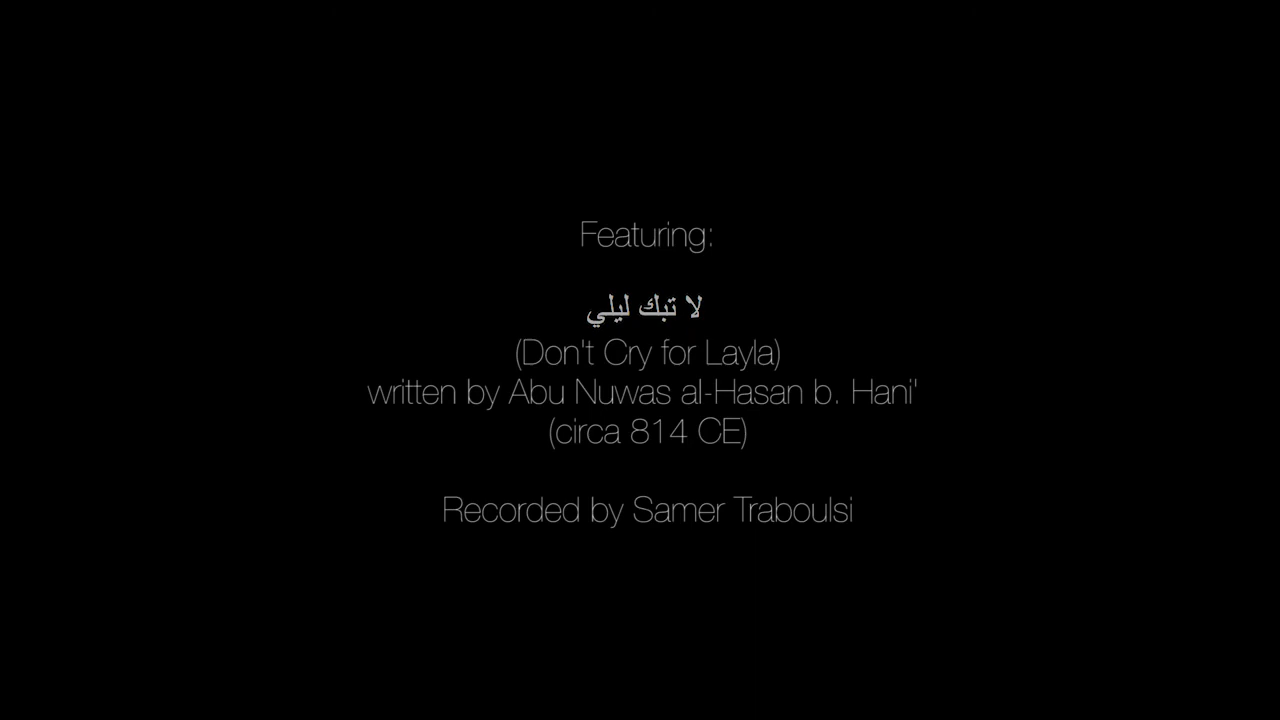 Featuring:
لا تبك ليلي
(Don't Cry for Layla)
written by Abu Nuwas al-Hasan b. Hani'
(circa 814 CE)
Recorded by Samer Traboulsi